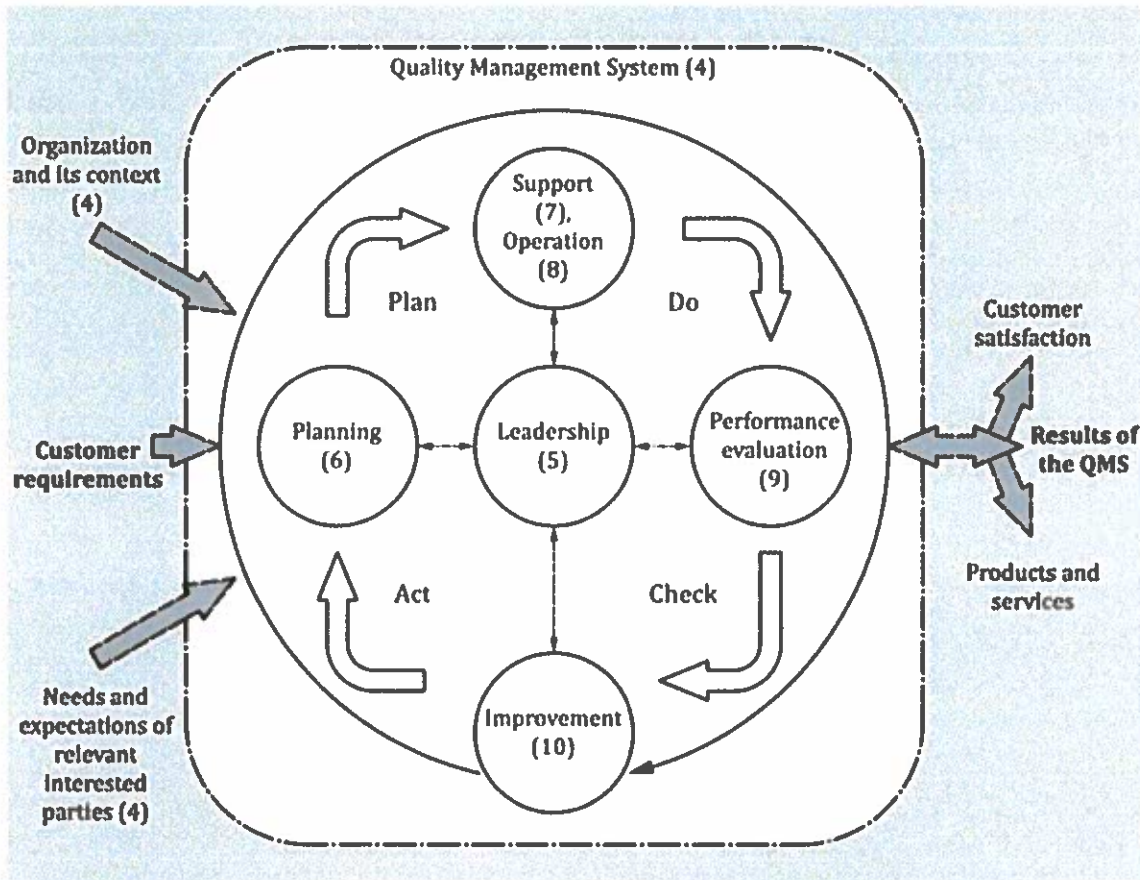 Quality Management System (4)
Organization
and its context
(4)
Support
(7),
Operation
(8)
Plan
Do
Customer
satisfaction
Planning
(6)
Leadership
(5)
Performance
evaluation
(9)
Customer
requirements
Results of
the QMS
Act
Check
Products and
services
Needs and
expectations of
relevant
interested
parties (4)
Improvement
(10)